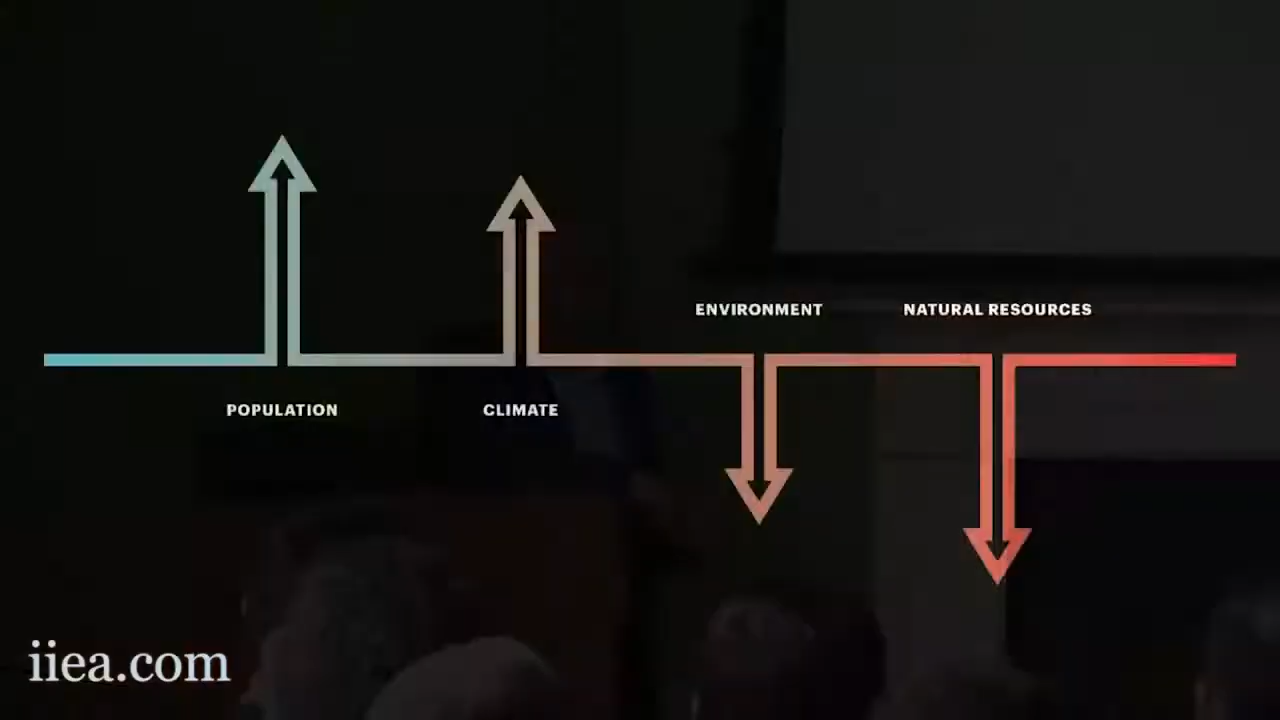 ENVIRONMENT
NATURAL RESOURCES
POPULATION
CLIMATE
iiea.com